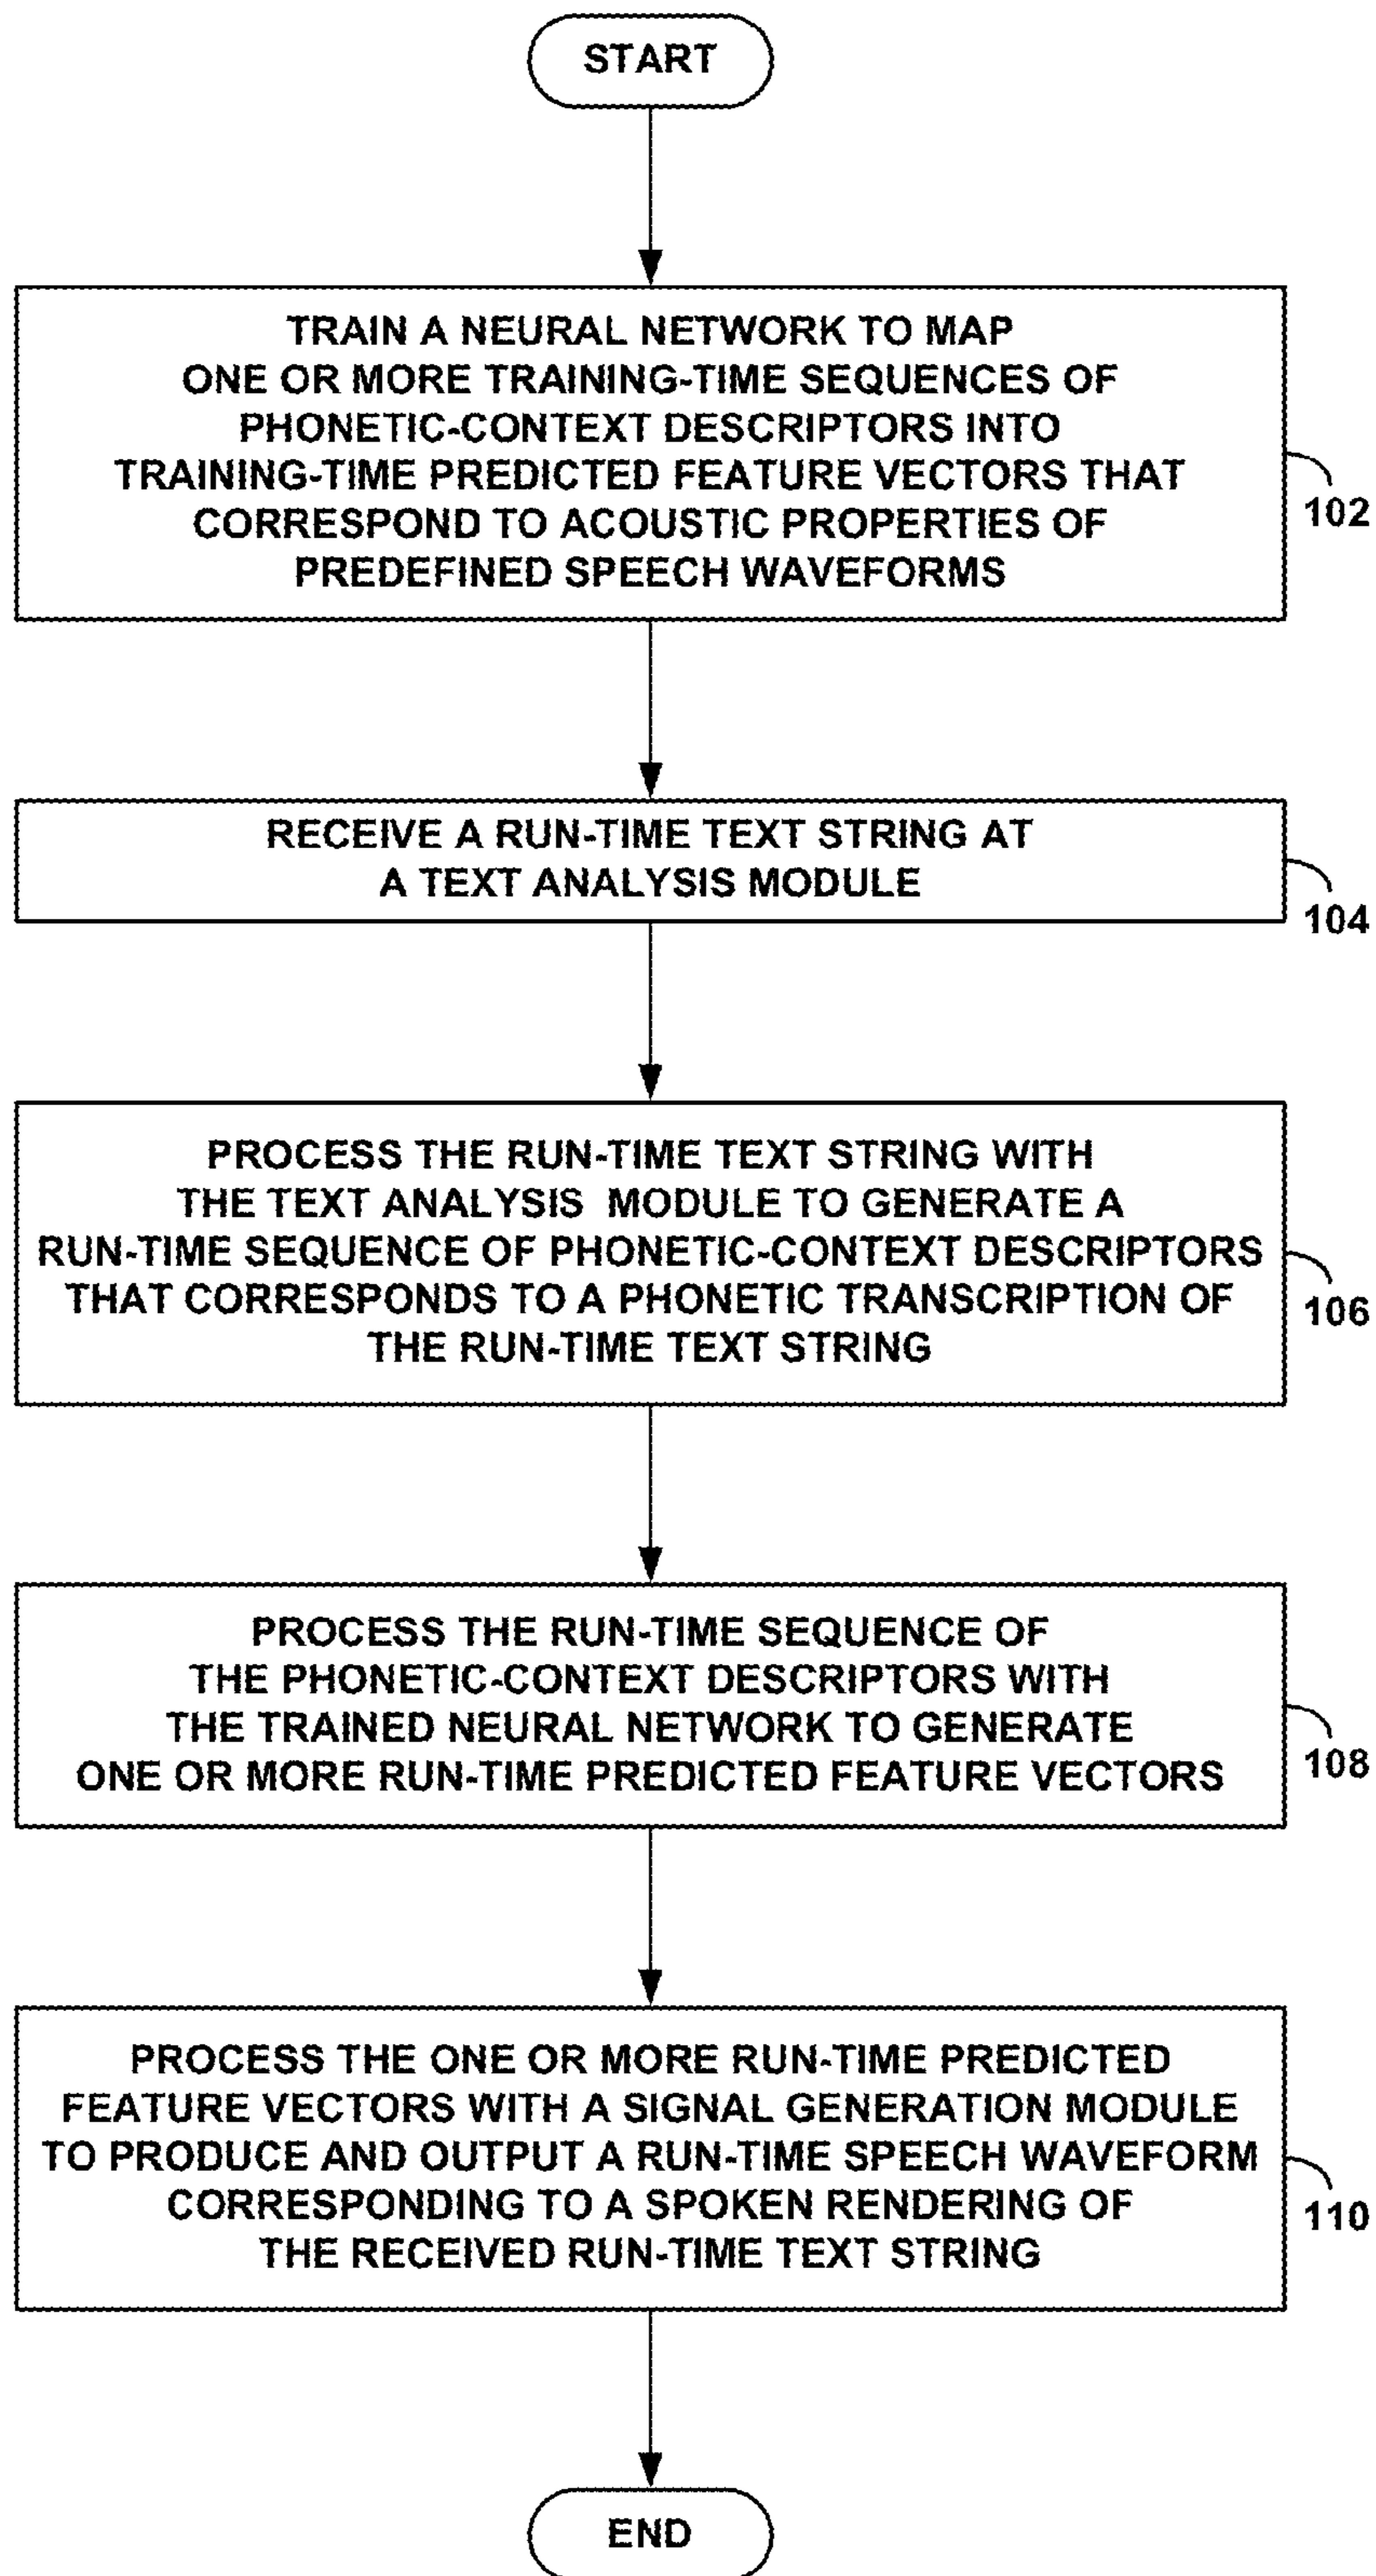 START
TRAIN A NEURAL NETWORK TO MAP
ONE OR MORE TRAINING-TIME SEQUENCES OF
PHONETIC-CONTEXT DESCRIPTORS INTO
TRAINING-TIME PREDICTED FEATURE VECTORS THAT
CORRESPOND TO ACOUSTIC PROPERTIES OF
PREDEFINED SPEECH WAVEFORMS
102
RECEIVE A RUN-TIME TEXT STRING AT
A TEXT ANALYSIS MODULE
104
PROCESS THE RUN-TIME TEXT STRING WITH
THE TEXT ANALYSIS MODULE TO GENERATE A
RUN-TIME SEQUENCE OF PHONETIC-CONTEXT DESCRIPTORS
THAT CORRESPONDS TO A PHONETIC TRANSCRIPTION OF
THE RUN-TIME TEXT STRING
106
PROCESS THE RUN-TIME SEQUENCE OF
THE PHONETIC-CONTEXT DESCRIPTORS WITH
THE TRAINED NEURAL NETWORK TO GENERATE
ONE OR MORE RUN-TIME PREDICTED FEATURE VECTORS
108
PROCESS THE ONE OR MORE RUN-TIME PREDICTED
FEATURE VECTORS WITH A SIGNAL GENERATION MODULE
TO PRODUCE AND OUTPUT A RUN-TIME SPEECH WAVEFORM
CORRESPONDING TO A SPOKEN RENDERING OF
THE RECEIVED RUN-TIME TEXT STRING
110
END